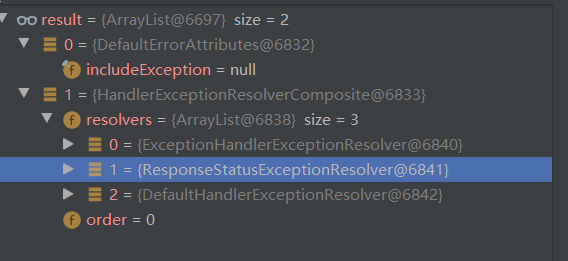 result = {ArrayList@6697} size = 2
0 = {DefaultErrorAttributes@6832}
f includeException = null
1 = {HandlerExceptionResolverComposite@6833}
f resolvers = {ArrayList@6838} size = 3
0 = {ExceptionHandlerExceptionResolver@6840}
1 = {ResponseStatusExceptionResolver@6841}
2 = {DefaultHandlerExceptionResolver@6842}
f order = 0